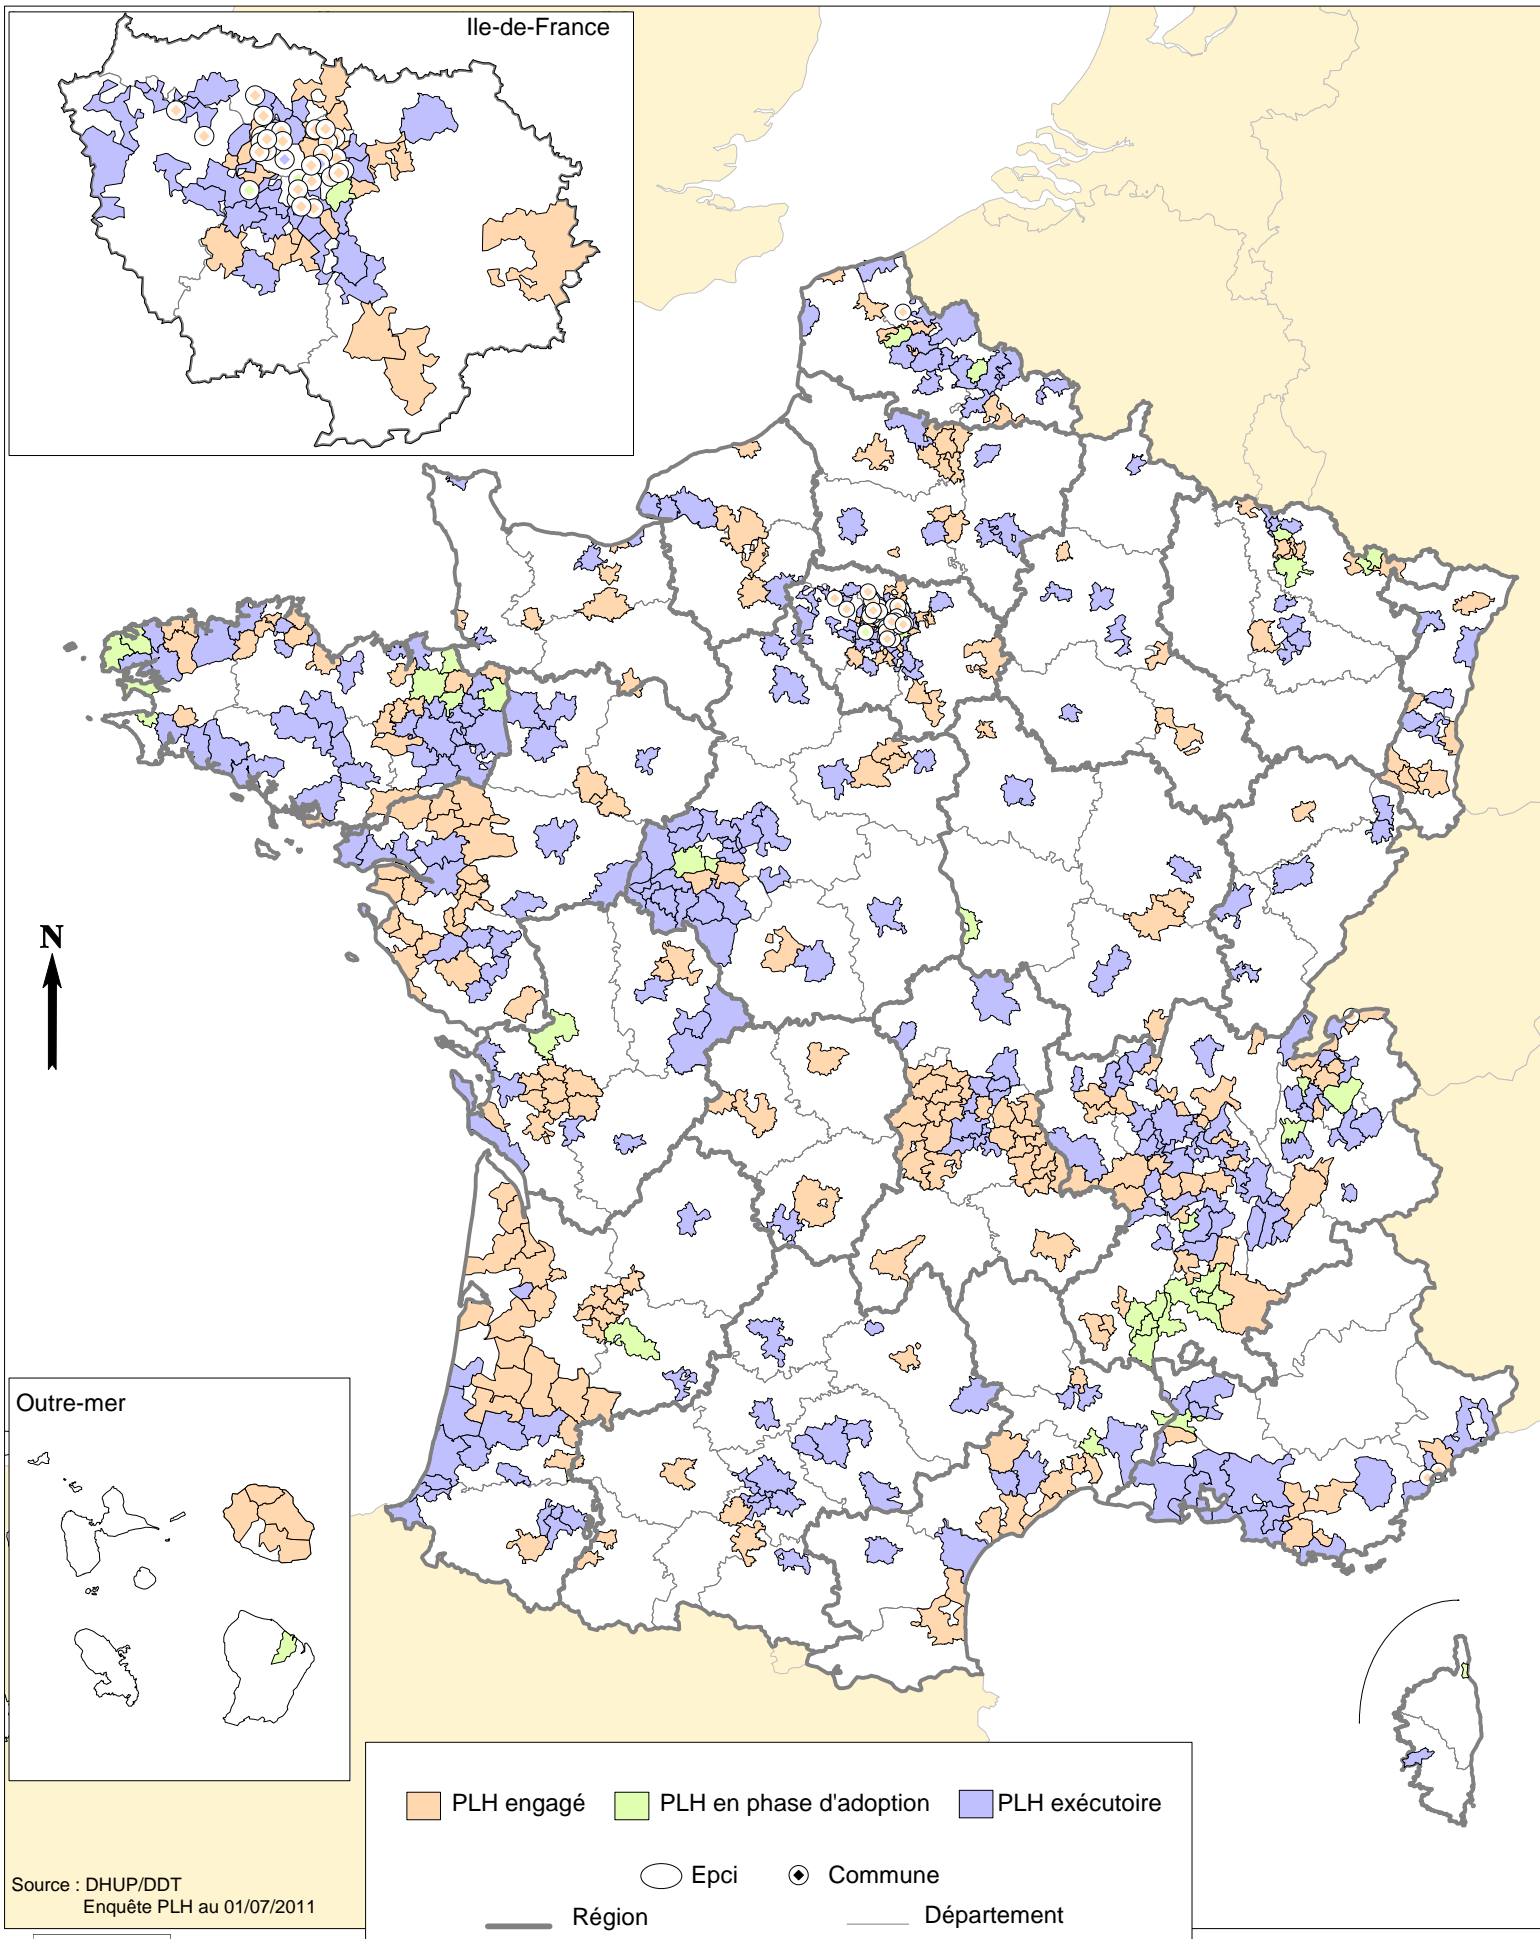 Ile-de-France
N
Outre-mer
PLH engagé PLH en phase d'adoption PLH exécutoire
Epci Commune
Région Département
Source : DHUP/DDT
Enquête PLH au 01/07/2011